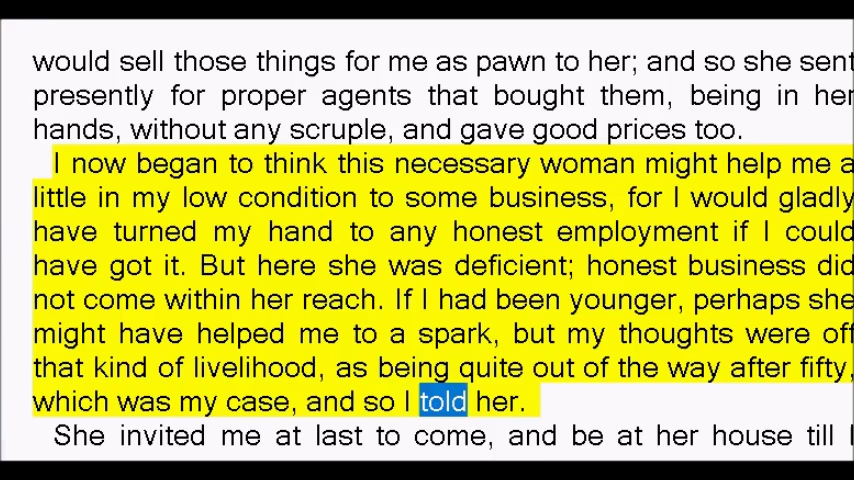 would sell those things for me as pawn to her; and so she sent
presently for proper agents that bought them, being in her
hands, without any scruple, and gave good prices too.
I now began to think this necessary woman might help me a
little in my low condition to some business, for I would gladly
have turned my hand to any honest employment if I could
have got it. But here she was deficient; honest business did
not come within her reach. If I had been younger, perhaps she
might have helped me to a spark, but my thoughts were off
that kind of livelihood, as being quite out of the way after fifty,
which was my case, and so I told her.
She invited me at last to come, and be at her house till I